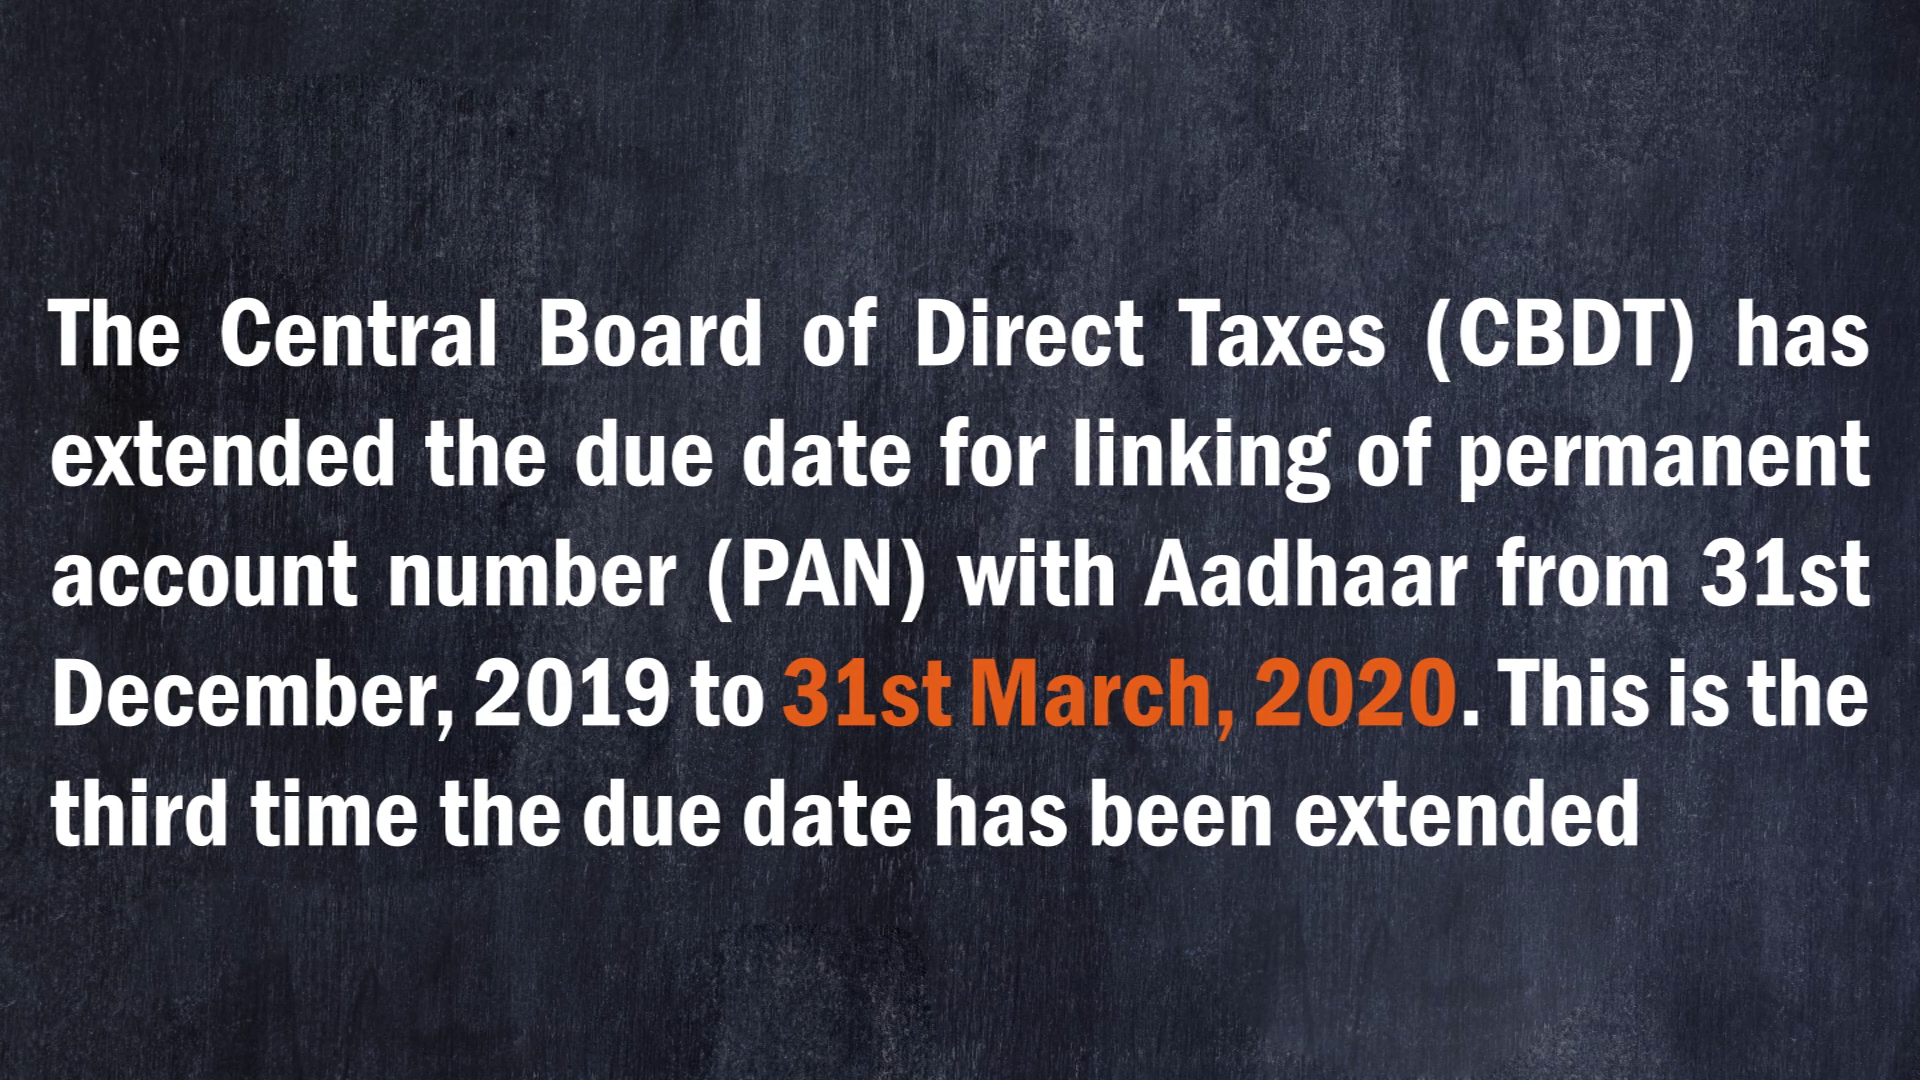 The Central Board of Direct Taxes (CBDT) has
extended the due date for linking of permanent
account number (PAN) with Aadhaar from 31st
December, 2019 to 31st March, 2020. This is the
third time the due date has been extended